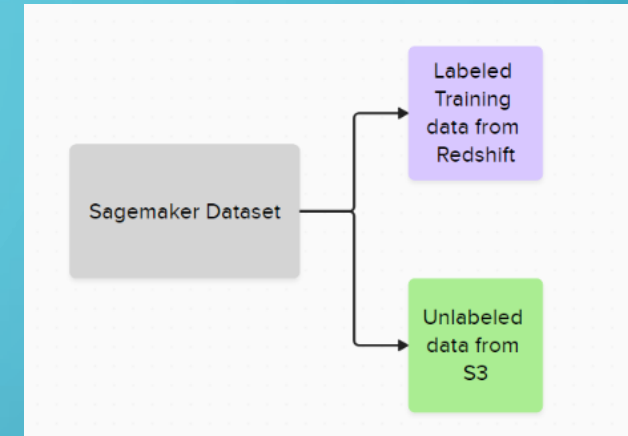 Labeled
Training
data from
Redshift
Sagemaker Dataset
Unlabeled
data from
S3